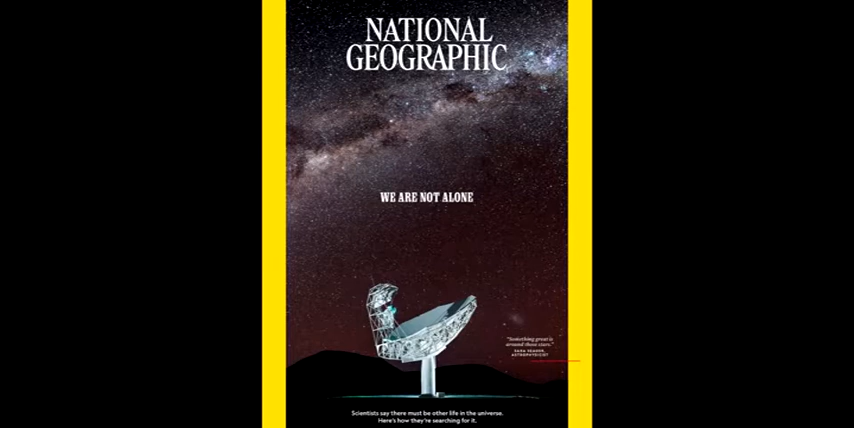 NATIONAL
GEOGRAPHIC
WE ARE NOT ALONE
"Something great is
around those stars."
SARA SEAGER,
ASTROPHYSICIST
Scientists say there must be other life in the universe.
Here's how they're searching for it.